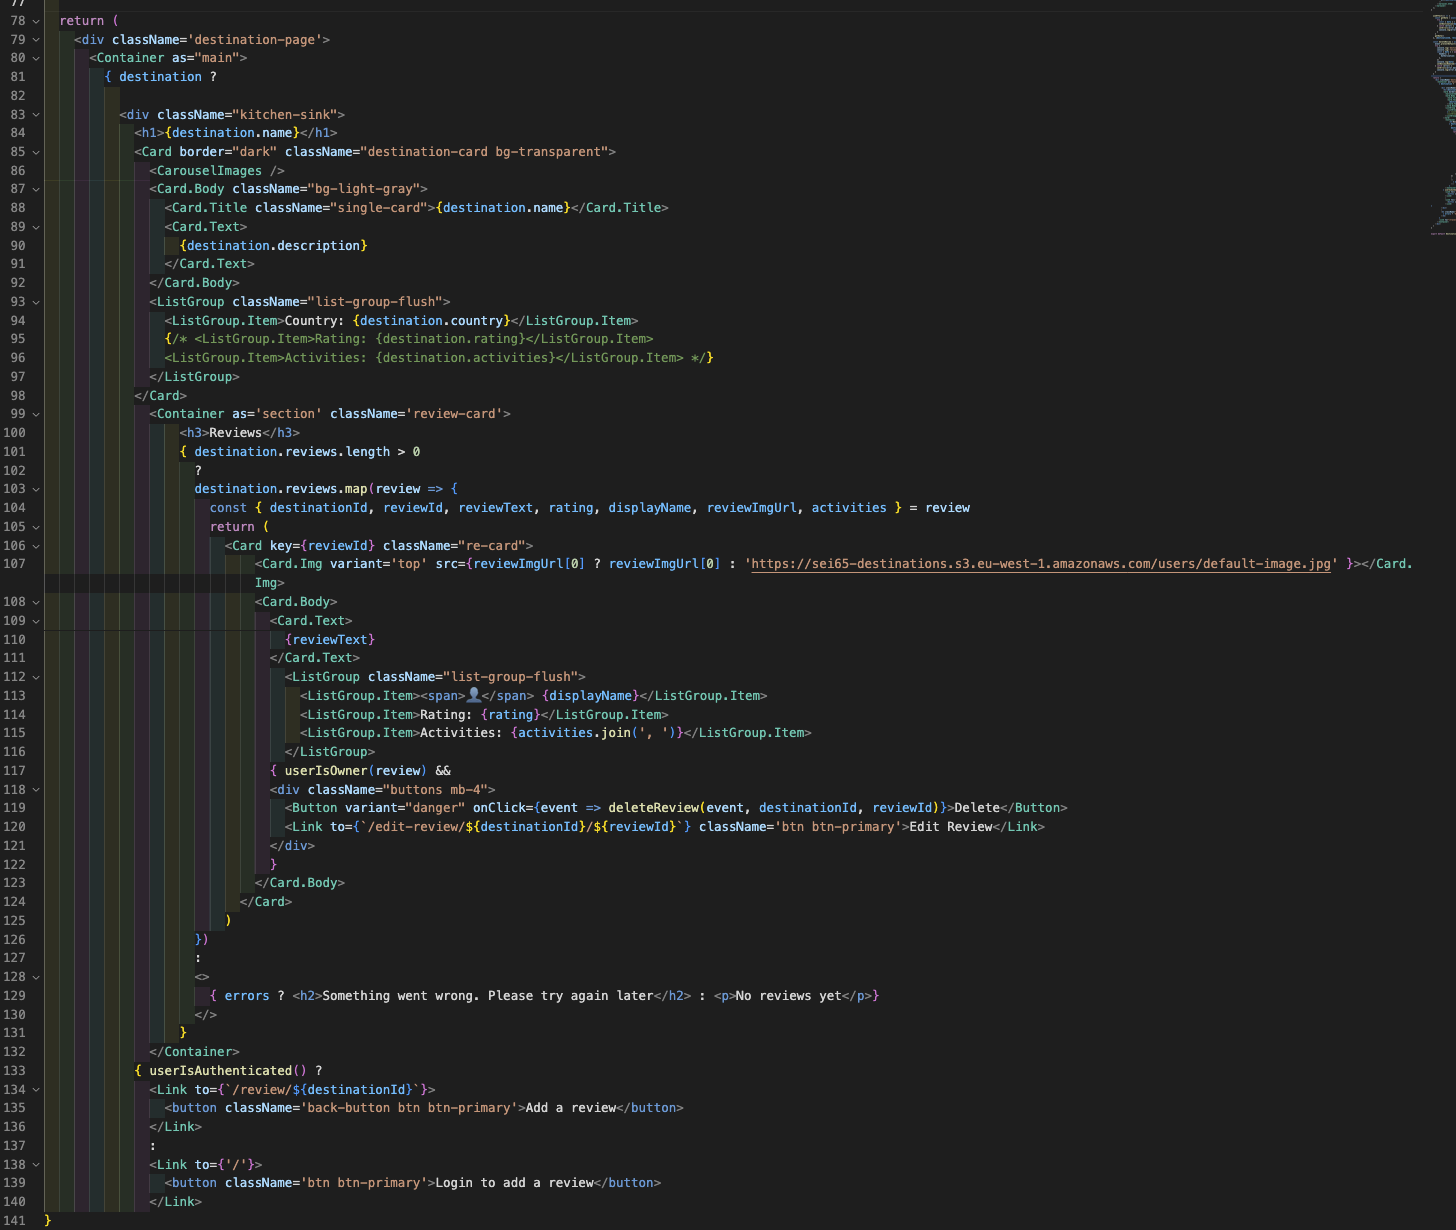 77
78 return (
79 <div className='destination-page'>
80 <Container as="main">
81 { destination ?
82
83 <div className="kitchen-sink">
84 <h1>{destination.name}</h1>
85 <Card border="dark" className="destination-card bg-transparent">
86 <CarouselImages />
87 <Card.Body className="bg-light-gray">
88 <Card.Title className="single-card">{destination.name}</Card.Title>
89 <Card.Text>
90 {destination.description}
91 </Card.Text>
92 </Card.Body>
93 <ListGroup className="list-group-flush">
94 <ListGroup.Item>Country: {destination.country}</ListGroup.Item>
95 {/* <ListGroup.Item>Rating: {destination.rating}</ListGroup.Item>
96 <ListGroup.Item>Activities: {destination.activities}</ListGroup.Item> */}
97 </ListGroup>
98 </Card>
99 <Container as='section' className='review-card'>
100 <h3>Reviews</h3>
101 { destination.reviews.length > 0
102 ?
103 destination.reviews.map(review => {
104 const { destinationId, reviewId, reviewText, rating, displayName, reviewImgUrl, activities } = review
105 return (
106 <Card key={reviewId} className="re-card">
107 <Card.Img variant='top' src={reviewImgUrl[0] ? reviewImgUrl[0] : 'https://sei65-destinations.s3.eu-west-1.amazonaws.com/users/default-image.jpg' }></Card.
Img>
108 <Card.Body>
109 <Card.Text>
110 {reviewText}
111 </Card.Text>
112 <ListGroup className="list-group-flush">
113 <ListGroup.Item><span>👤</span> {displayName}</ListGroup.Item>
114 <ListGroup.Item>Rating: {rating}</ListGroup.Item>
115 <ListGroup.Item>Activities: {activities.join(', ')}</ListGroup.Item>
116 </ListGroup>
117 { userIsOwner(review) &&
118 <div className="buttons mb-4">
119 <Button variant="danger" onClick={event => deleteReview(event, destinationId, reviewId)}>Delete</Button>
120 <Link to={`/edit-review/${destinationId}/${reviewId}`} className='btn btn-primary'>Edit Review</Link>
121 </div>
122 }
123 </Card.Body>
124 </Card>
125 )
126 })
127 :
128 <>
129 { errors ? <h2>Something went wrong. Please try again later</h2> : <p>No reviews yet</p>}
130 </>
131 }
132 </Container>
133 { userIsAuthenticated() ?
134 <Link to={`/review/${destinationId}`}>
135 <button className='back-button btn btn-primary'>Add a review</button>
136 </Link>
137 :
138 <Link to={'/'}>
139 <button className='btn btn-primary'>Login to add a review</button>
140 </Link>
141 }